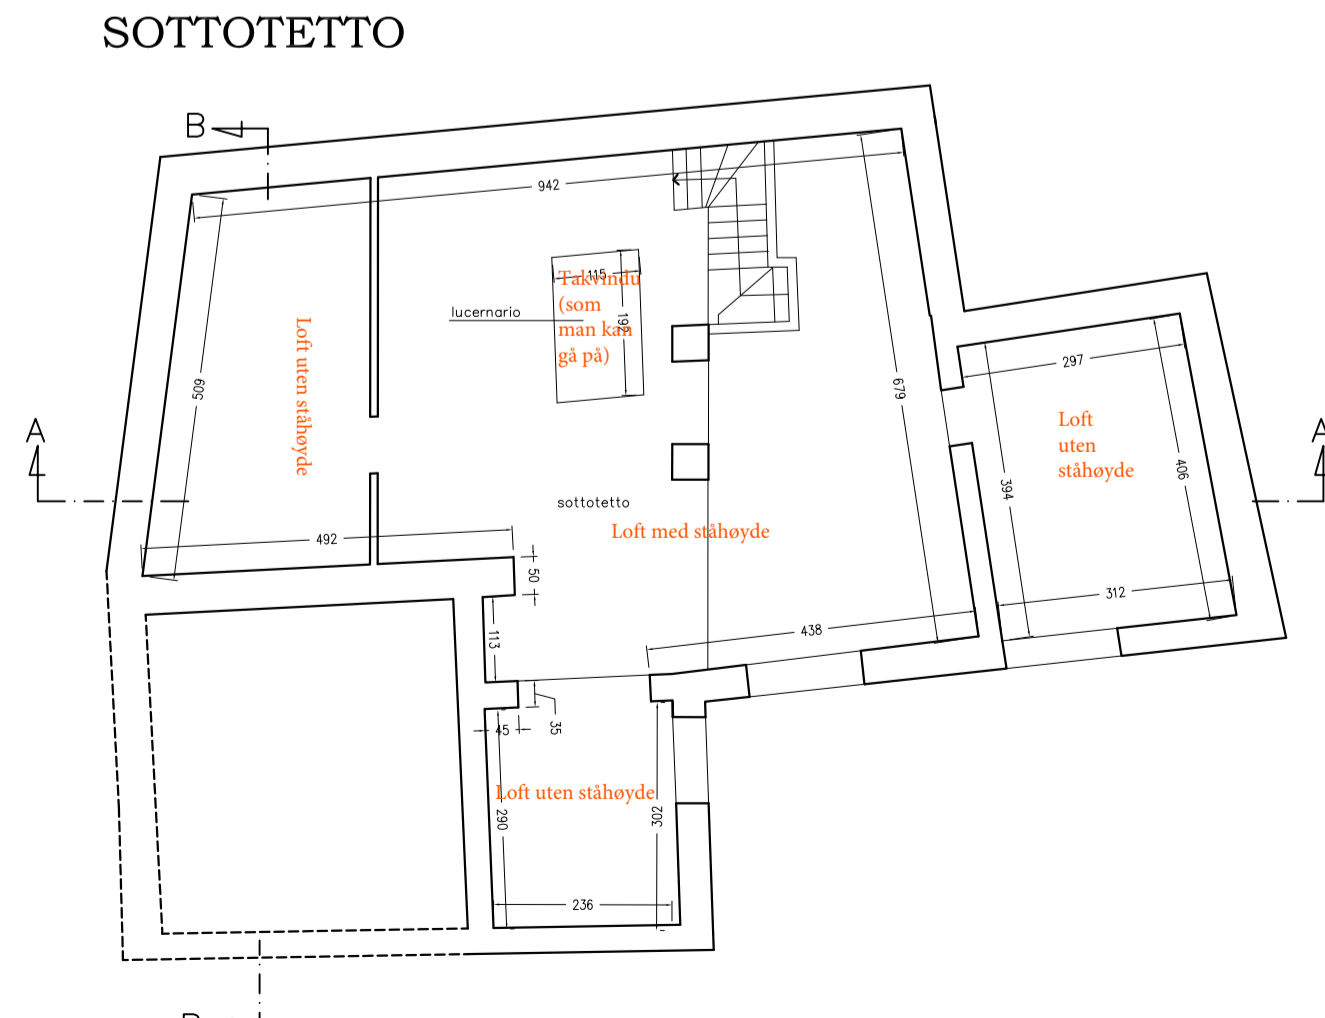 SOTTOTETTO
B
942
115
Takvindu
(som
man kan
gå på)
192
lucernario
Loft uten ståhøyde
509
679
297
A
A
Loft
uten
ståhøyde
406
394
sottotetto
Loft med ståhøyde
492
50
113
438
312
35
45
Loft uten ståhøyde
290
302
236